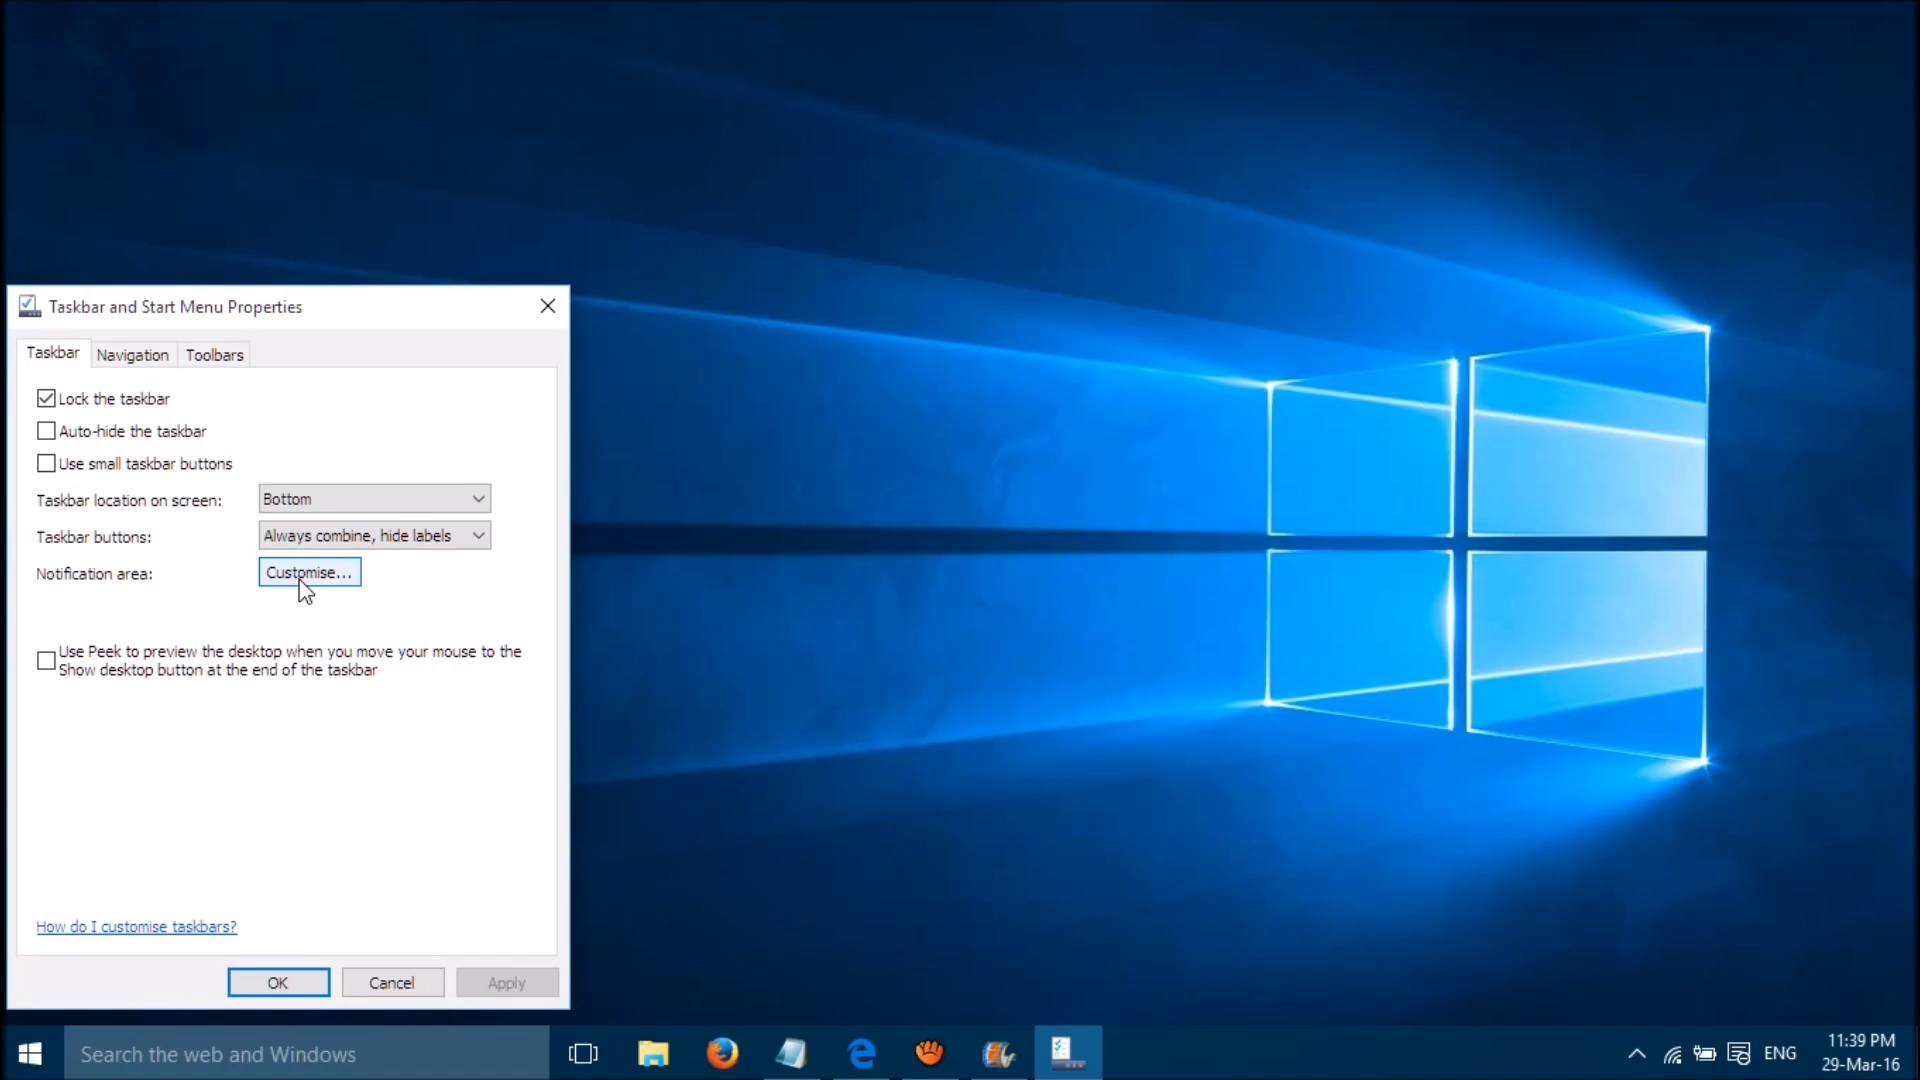 Taskbar and Start Menu Properties
Taskbar
Navigation
Toolbars
Lock the taskbar
Auto-hide the taskbar
Use small taskbar buttons
Taskbar location on screen:
Bottom
Taskbar buttons:
Always combine, hide labels
Notification area:
Customise...
Use Peek to preview the desktop when you move your mouse to the
Show desktop button at the end of the taskbar
How do I customise taskbars?
OK
Cancel
Apply
Search the web and Windows
ENG
11:39 PM
29-Mar-16